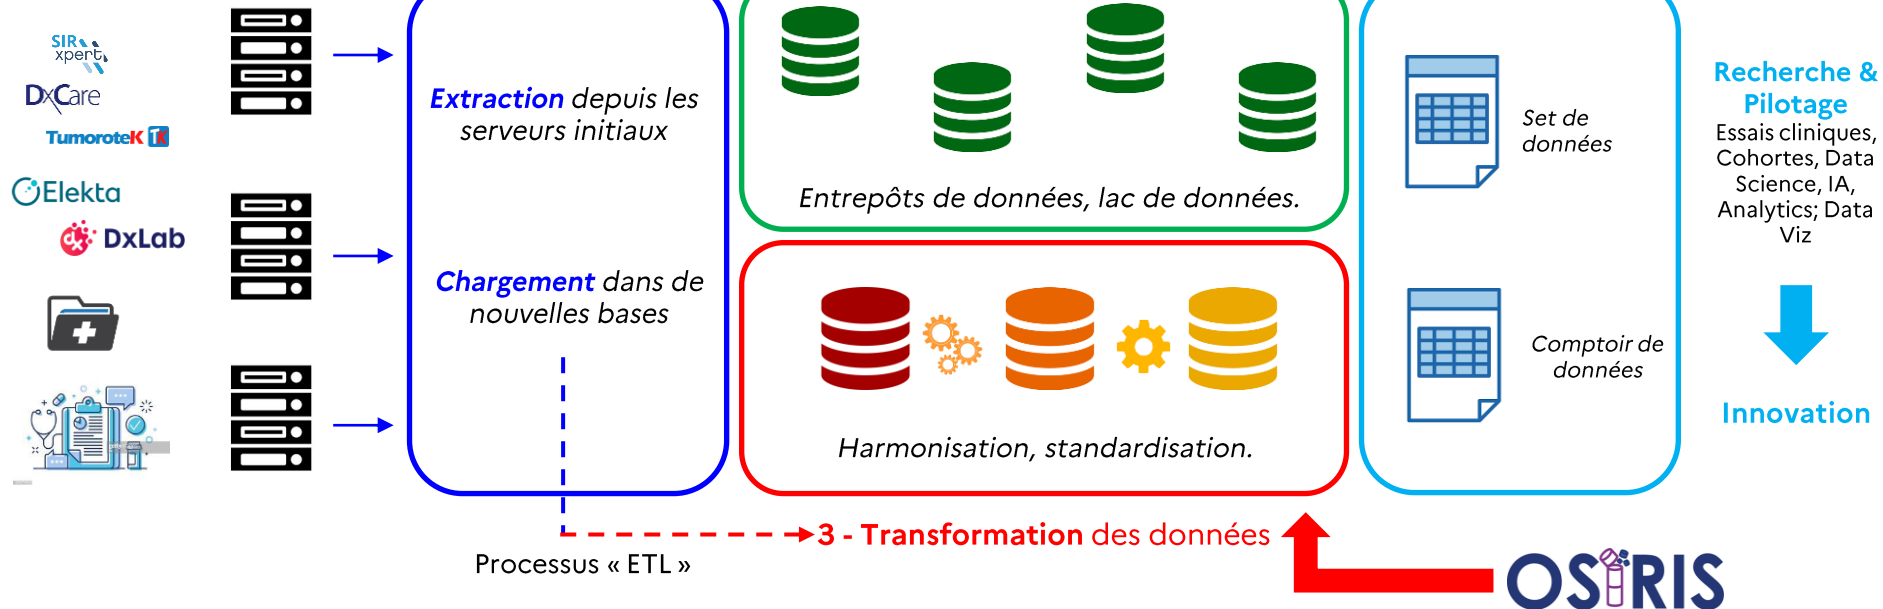 SIR
xpert
DxCare
TumoroteK TK
Elekta
dx DxLab
Extraction depuis les
serveurs initiaux
Chargement dans de
nouvelles bases
Processus « ETL »
Entrepôts de données, lac de données.
Harmonisation, standardisation.
3 - Transformation des données
Set de
données
Comptoir de
données
Recherche &
Pilotage
Essais cliniques,
Cohortes, Data
Science, IA,
Analytics; Data
Viz
Innovation
OSIRIS